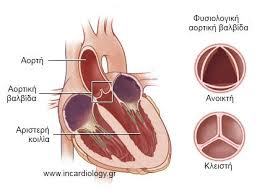 Φυσιολογική
αορτική βαλβίδα
Αορτή
Αορτική
βαλβίδα
Ανοικτή
Αριστερή
κοιλία
Κλειστή
www.incardiology.gr